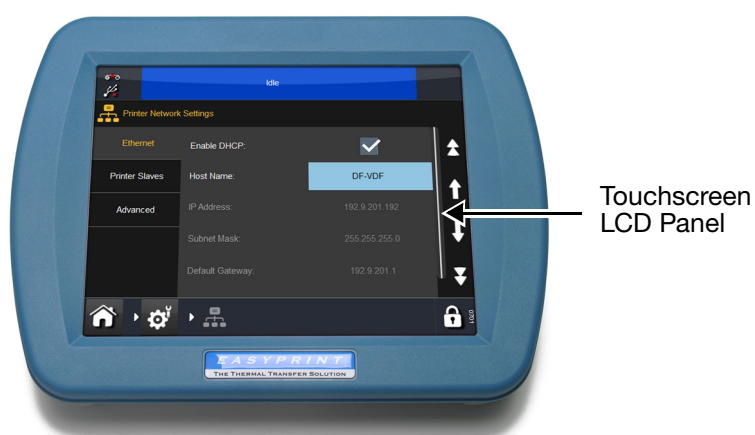 Idle
Printer Network Settings
Ethernet
Enable DHCP:
Printer Slaves
Host Name:
DF-VDF
Advanced
IP Address:
192.9.201.192
Subnet Mask:
255.255.255.0
Default Gateway:
192.9.201.1
0701
EASYPRINT
THE THERMAL TRANSFER SOLUTION
Touchscreen
LCD Panel